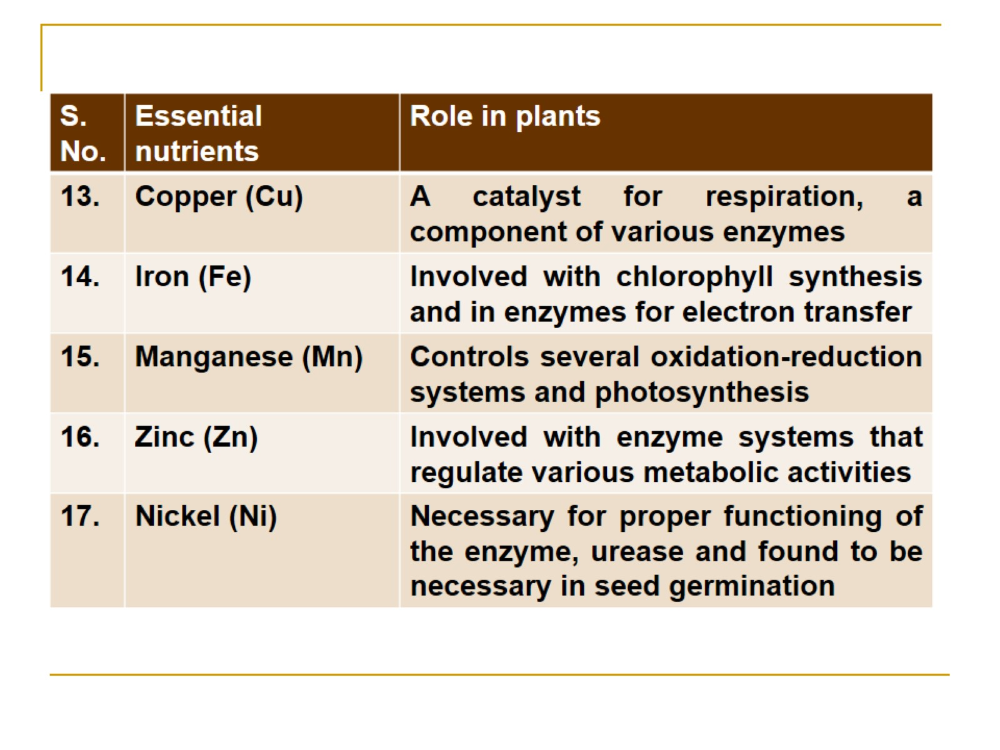 S. No. Essential nutrients Role in plants
13. Copper (Cu) A catalyst for respiration, a
component of various enzymes
14. Iron (Fe) Involved with chlorophyll synthesis
and in enzymes for electron transfer
15. Manganese (Mn) Controls several oxidation-reduction
systems and photosynthesis
16. Zinc (Zn) Involved with enzyme systems that
regulate various metabolic activities
17. Nickel (Ni) Necessary for proper functioning of
the enzyme, urease and found to be
necessary in seed germination